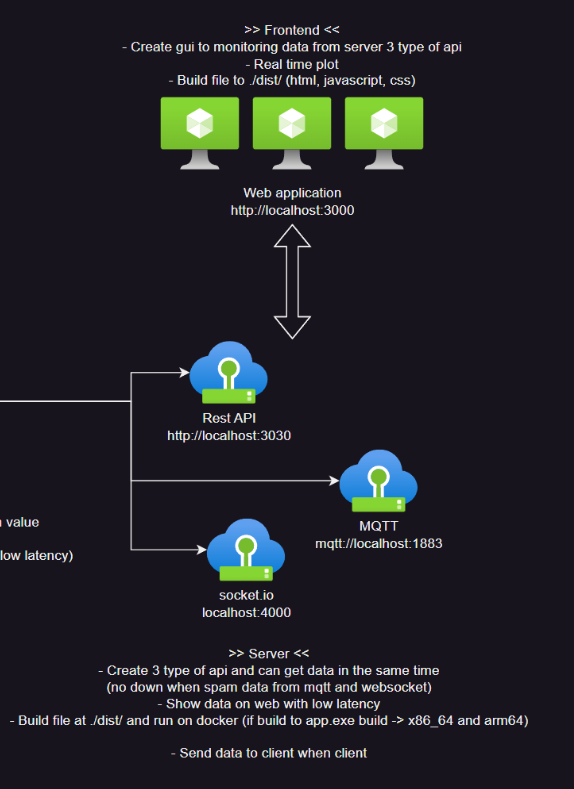 >> Frontend <<
- Create gui to monitoring data from server 3 type of api
- Real time plot
- Build file to ./dist/ (html, javascript, css)
Web application
http://localhost:3000
Rest API
http://localhost:3030
value
MQTT
mqtt://localhost:1883
low latency)
socket.io
localhost:4000
>> Server <<
- Create 3 type of api and can get data in the same time
(no down when spam data from mqtt and websocket)
- Show data on web with low latency
- Build file at ./dist/ and run on docker (if build to app.exe build -> x86_64 and arm64)
- Send data to client when client